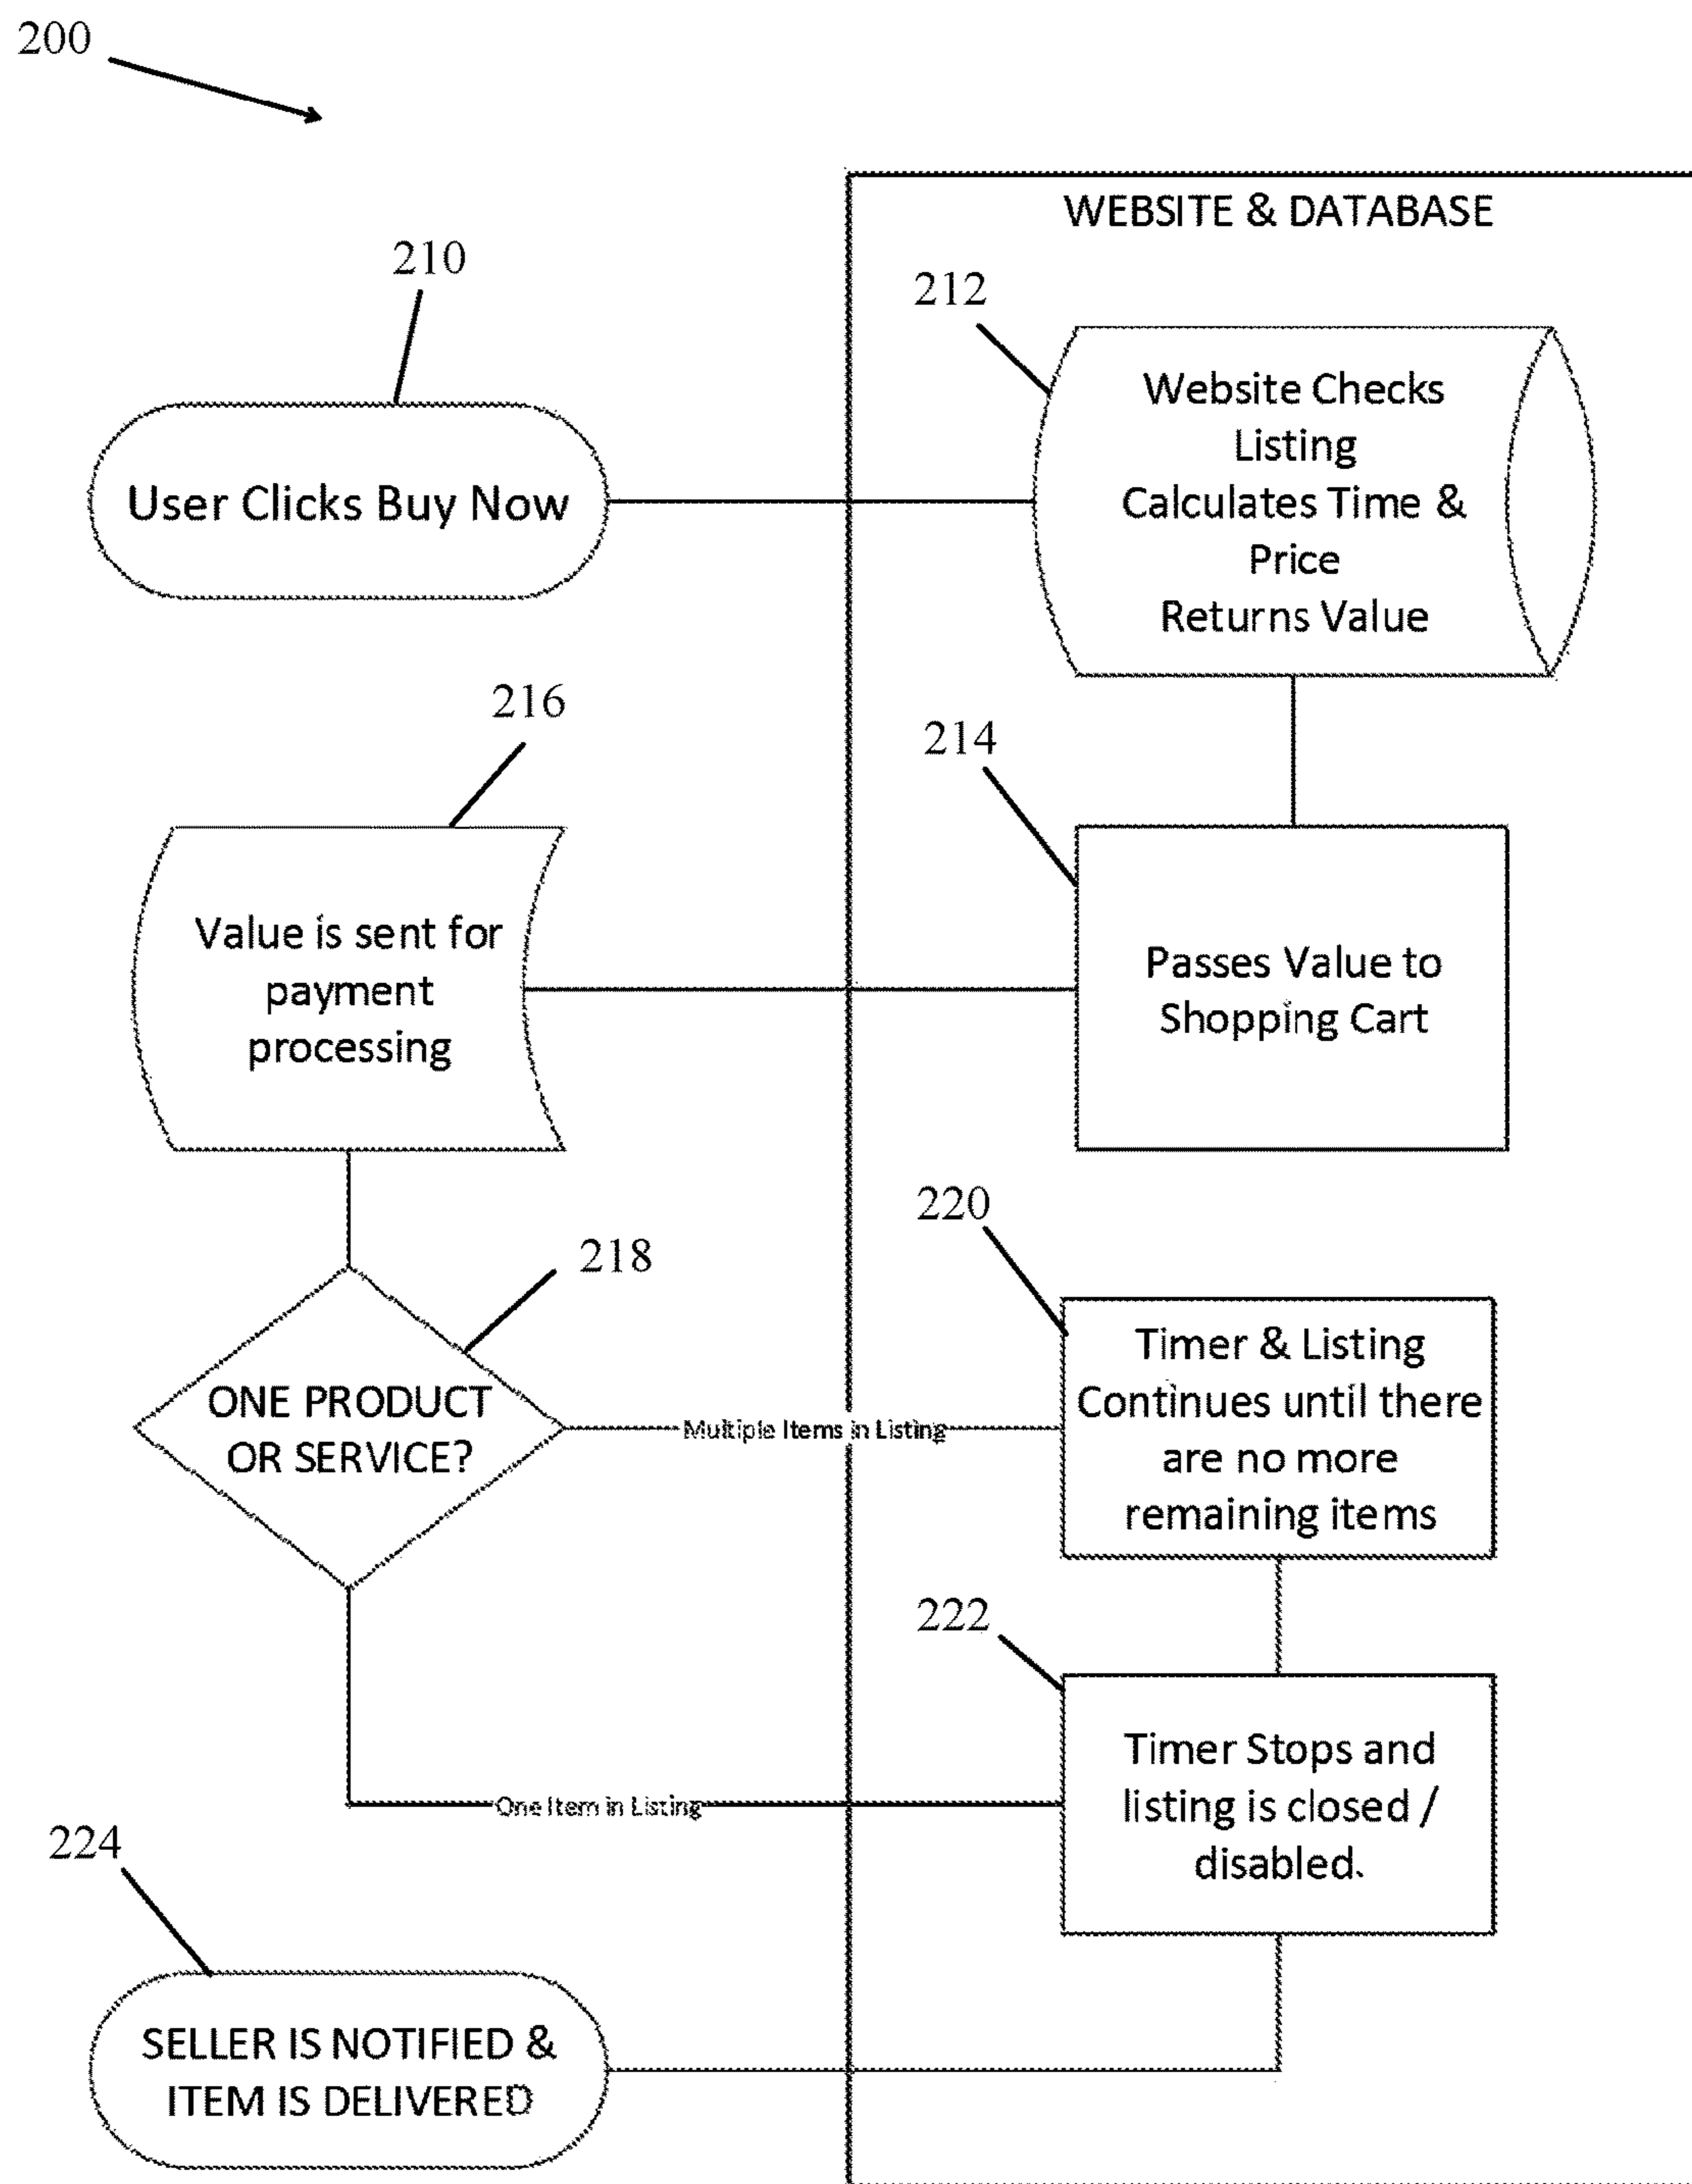 200
WEBSITE & DATABASE
210
212
User Clicks Buy Now
Website Checks
Listing
Calculates Time &
Price
Returns Value
216
214
Value is sent for
payment
processing
Passes Value to
Shopping Cart
218
220
ONE PRODUCT
OR SERVICE?
Multiple Items in Listing
Timer & Listing
Continues until there
are no more
remaining items
222
One Item in Listing
Timer Stops and
listing is closed /
disabled.
224
SELLER IS NOTIFIED &
ITEM IS DELIVERED